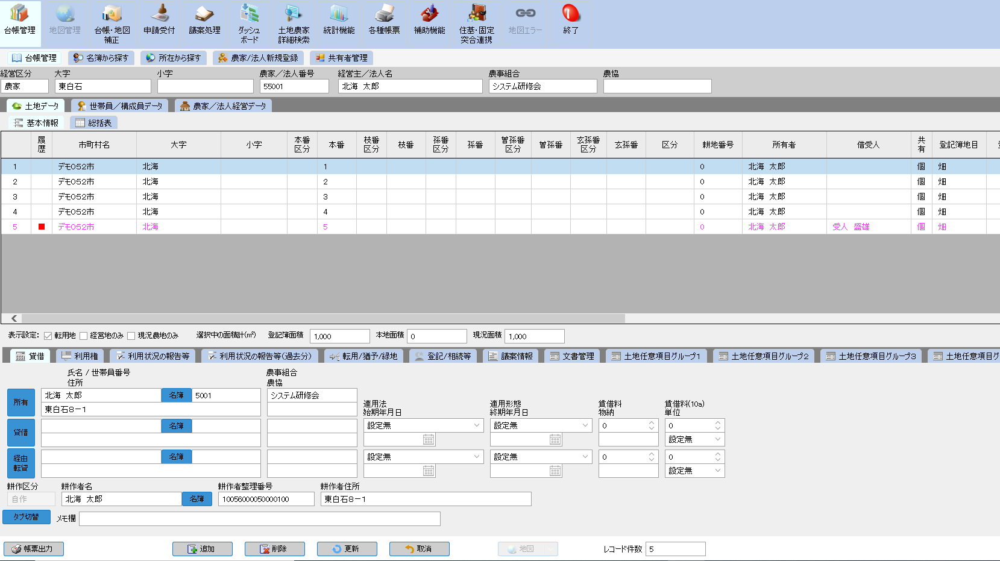 台帳管理 地図管理 台帳・地図補正 申請受付 議案処理 ダッシュボード 土地農家詳細検索 統計機能 各種帳票 補助機能 住基・固定突合連携 地図エラー 終了
台帳管理 名簿から探す 所在から探す 農家/法人新規登録 共有者管理
経営区分 大字 小字 農家/法人番号 経営主/法人名 農事組合 農協
農家 東白石 55001 北海 太郎 システム研修会
土地データ 世帯員/構成員データ 農家/法人経営データ
基本情報 総括表
履歴 市町村名 大字 小字 本番区分 本番 枝番区分 枝番 孫番区分 孫番 曾孫番区分 曾孫番 玄孫番区分 玄孫番 区分 耕地番号 所有者 借受人 共有 登記簿地目
1 デモ052市 北海 1 0 北海 太郎 個 畑
2 デモ052市 北海 2 0 北海 太郎 個 畑
3 デモ052市 北海 3 0 北海 太郎 個 畑
4 デモ052市 北海 4 0 北海 太郎 個 畑
5 デモ052市 北海 5 0 北海 太郎 受人 盛雄 個 畑
表示設定: 転用地 経営地のみ 現況農地のみ 選択中の面積計(㎡) 登記簿面積 1,000 本地面積 0 現況面積 1,000
貸借 利用権 利用状況の報告等 利用状況の報告等(過去分) 転用/猶予/緑地 登記/相続等 議案情報 文書管理 土地任意項目グループ1 土地任意項目グループ2 土地任意項目グループ3 土地任意項目グ
氏名 / 世帯員番号 農事組合
住所 農協
所有 北海 太郎 名簿 5001 システム研修会
東白石8-1
適用法 適用形態 賃借料 賃借料(10a)
始期年月日 終期年月日 物納 単位
貸借 名簿 設定無 設定無 0 0
設定無
経由転貸 名簿 設定無 設定無 0 0
設定無
耕作区分 耕作者名 耕作者整理番号 耕作者住所
自作 北海 太郎 名簿 10056000050000100 東白石8-1
タブ切替 メモ欄
帳票出力 追加 削除 更新 取消 地図 レコード件数 5